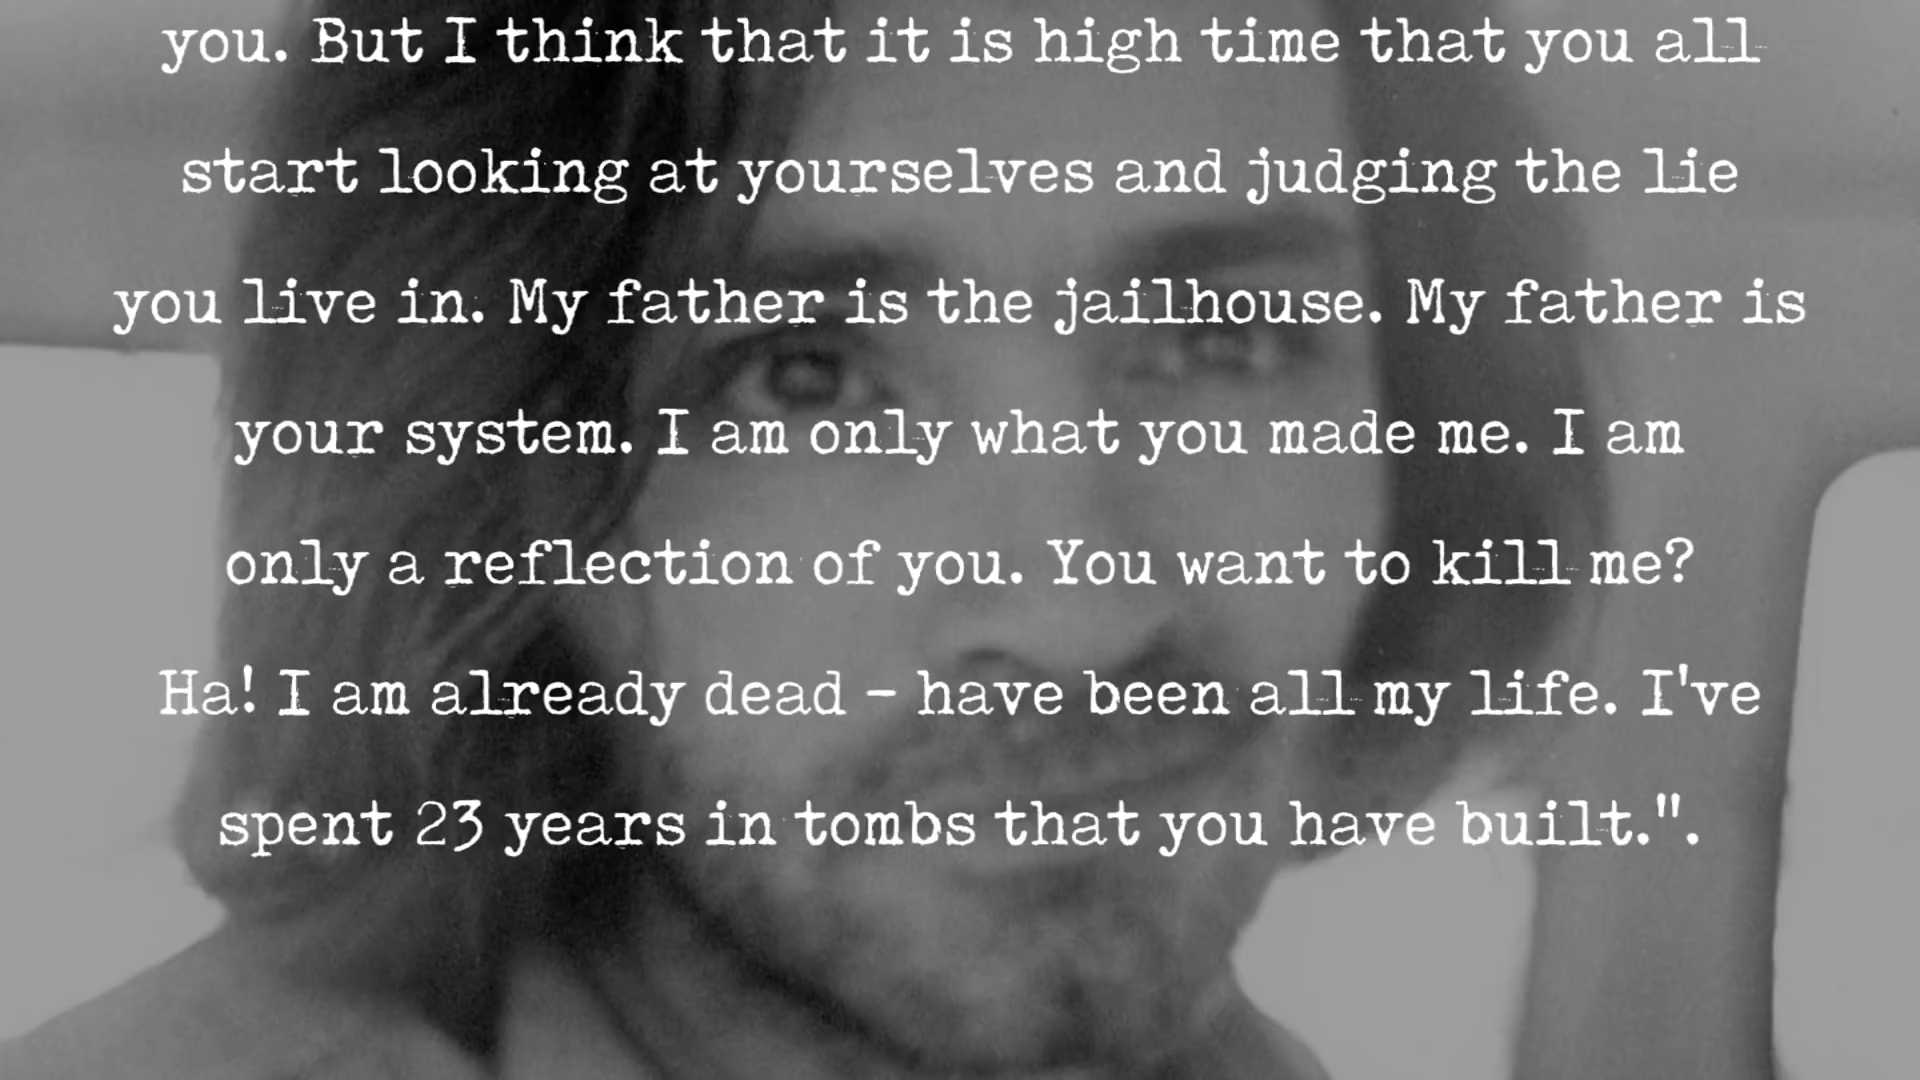 you. But I think that it is high time that you all
start looking at yourselves and judging the lie
you live in. My father is the jailhouse. My father is
your system. I am only what you made me. I am
only a reflection of you. You want to kill me?
Ha! I am already dead - have been all my life. I've
spent 23 years in tombs that you have built.".